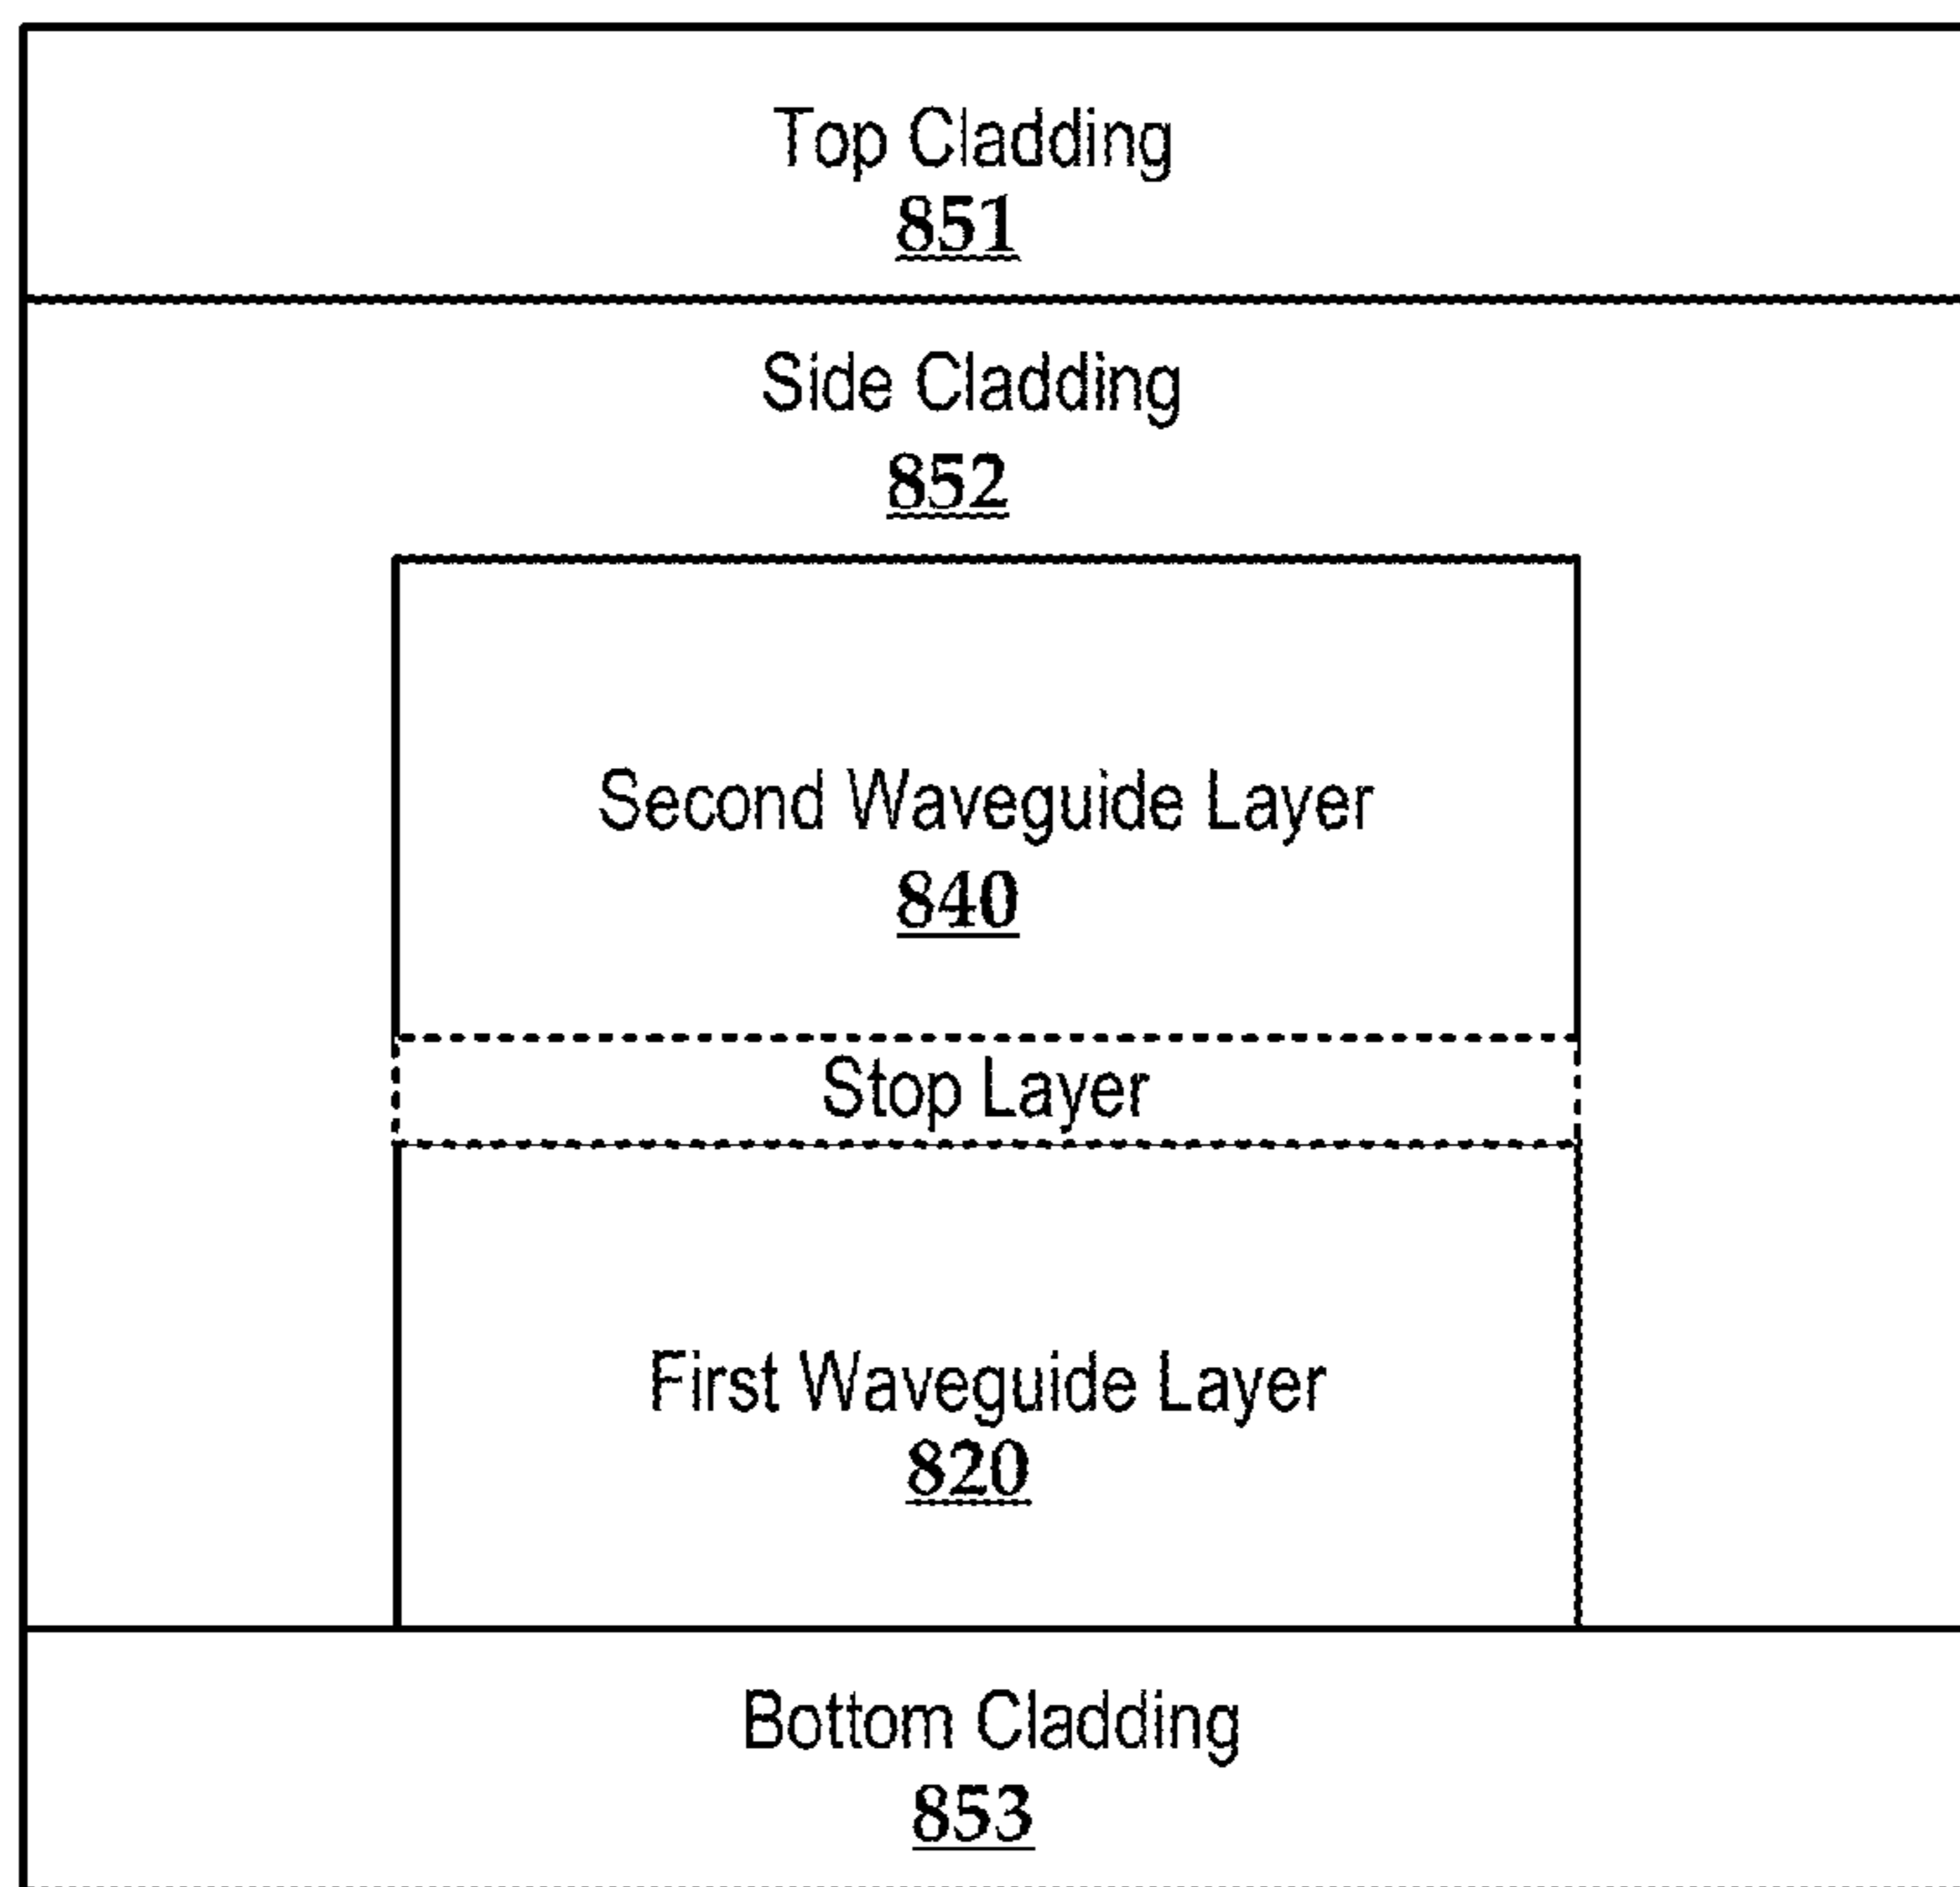 Top Cladding
851
Side Cladding
852
Second Waveguide Layer
840
Stop Layer
First Waveguide Layer
820
Bottom Cladding
853